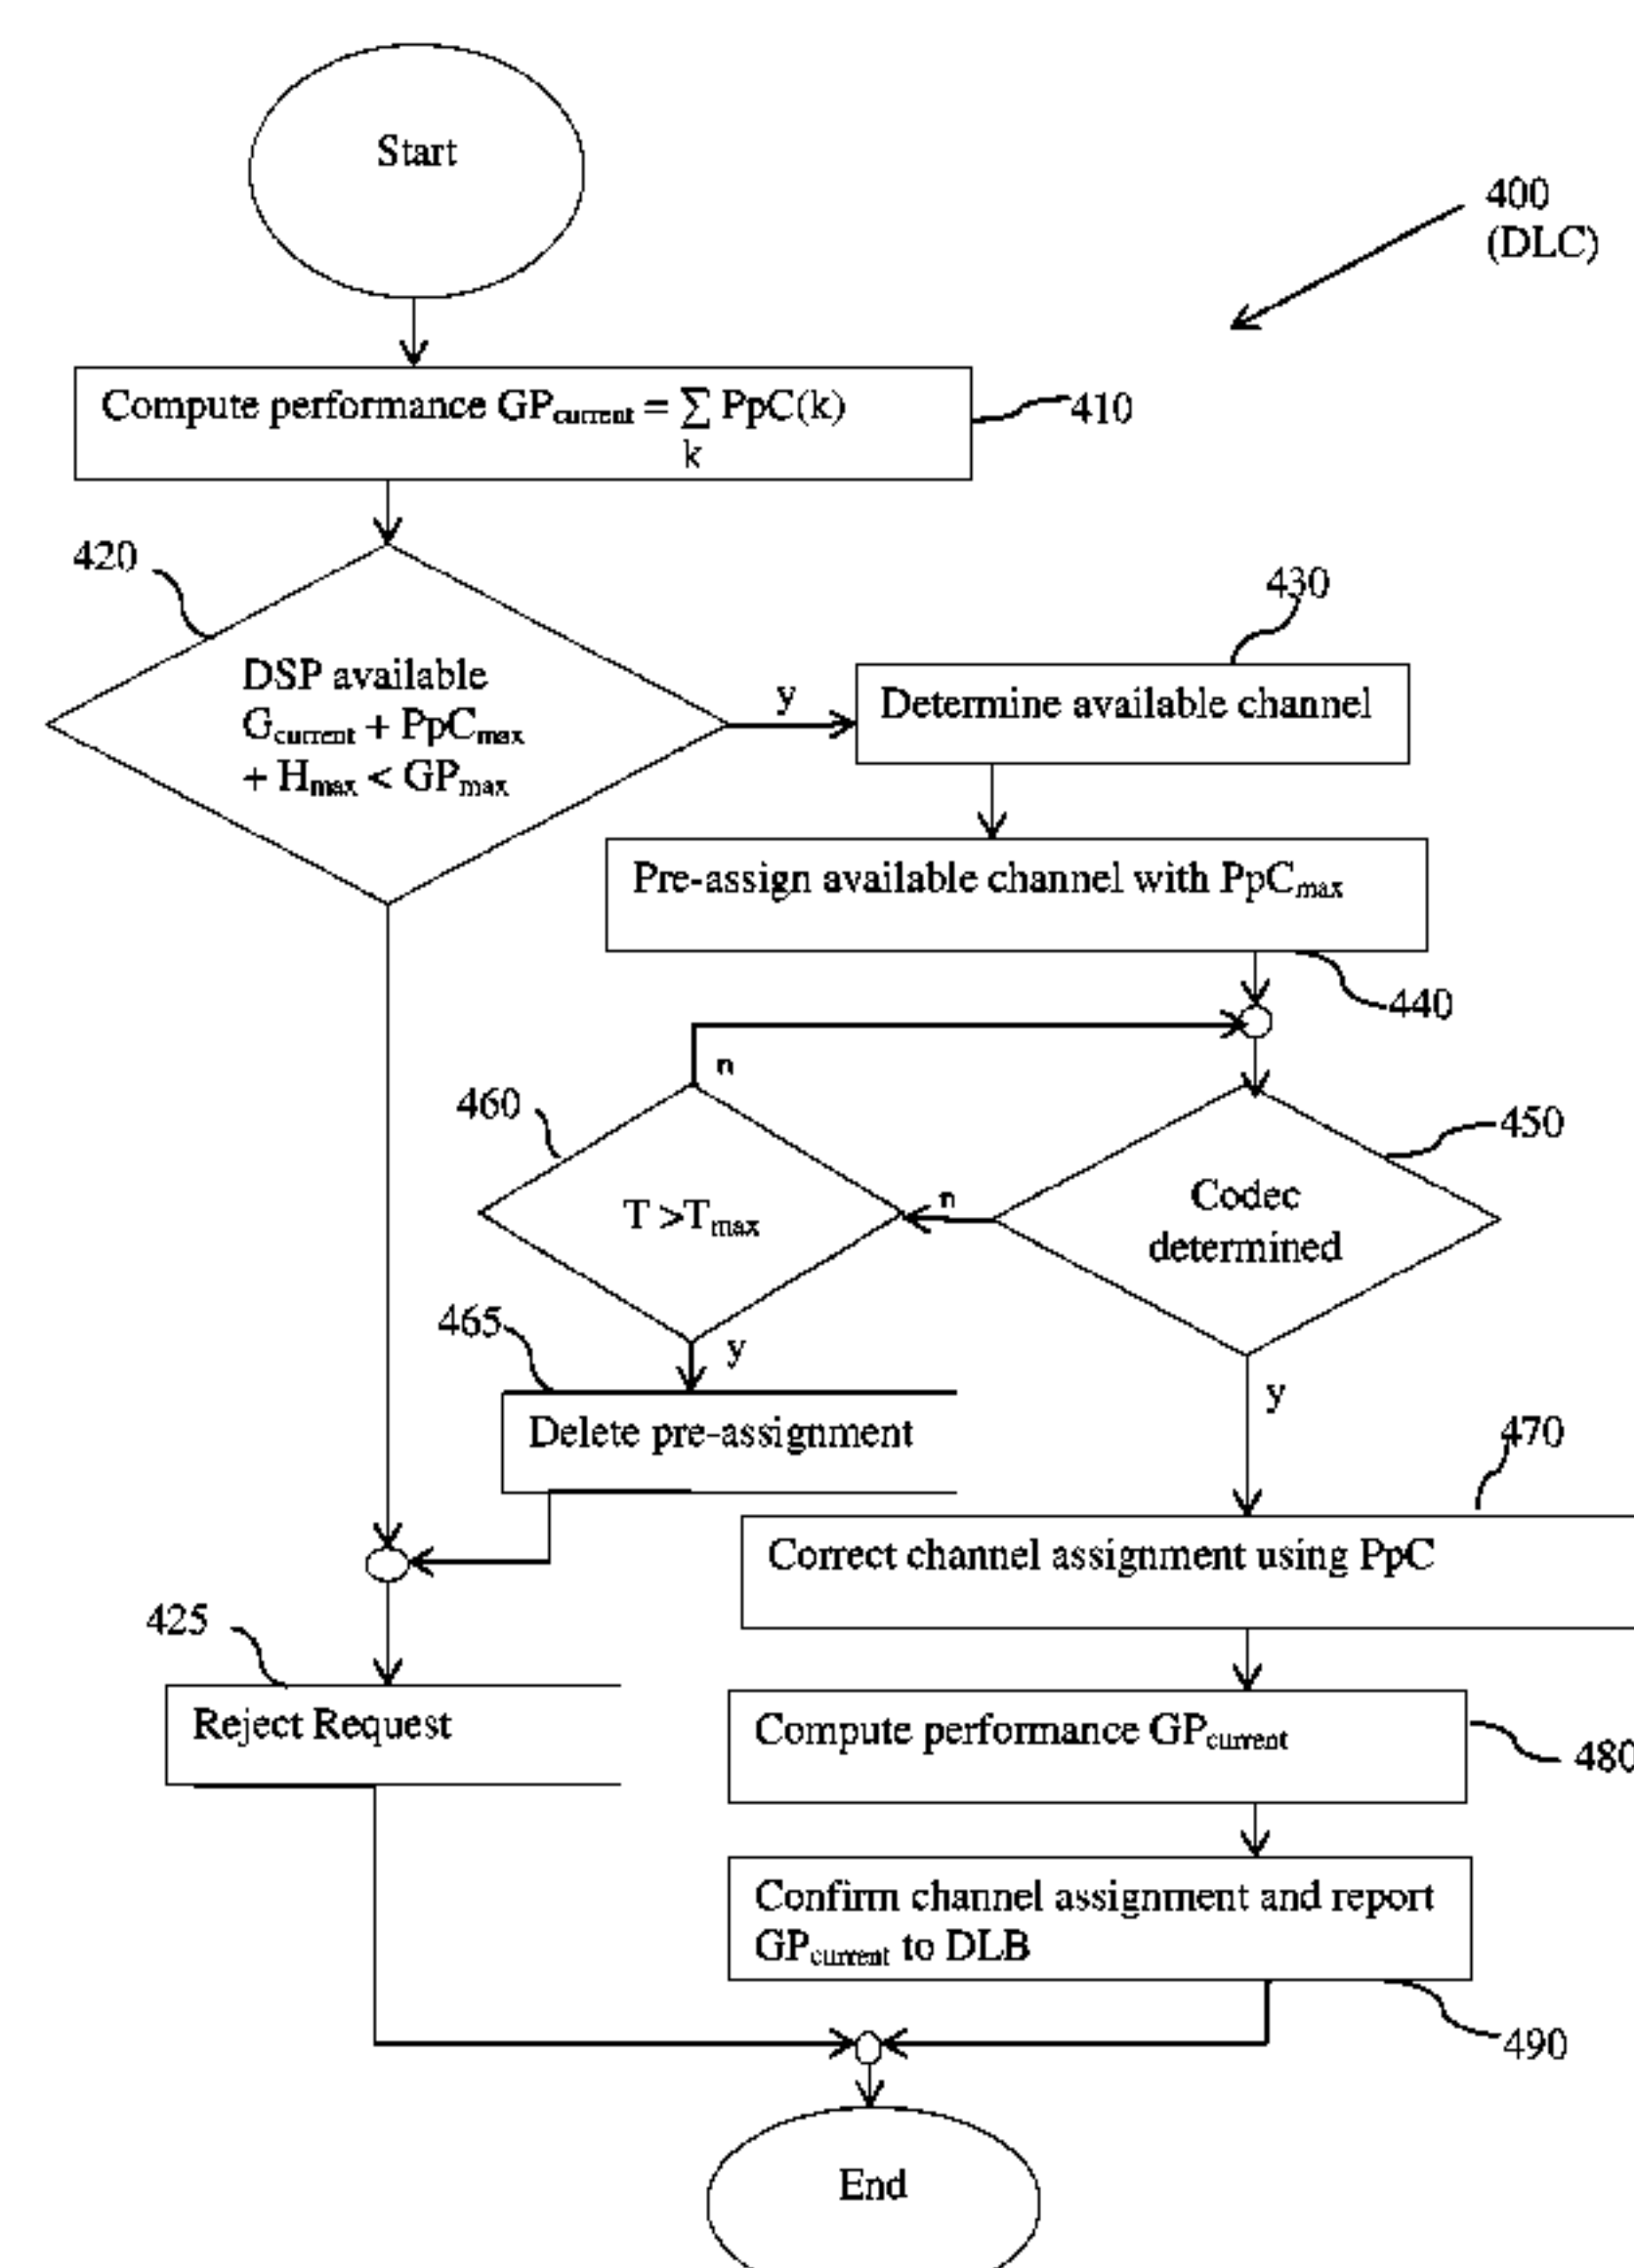 Start
400
(DLC)
Compute performance GPcurrent = ∑ PpC(k)
k
410
420
DSP available
Gcurrent + PpCmax
+ Hmax < GPmax
y
430
Determine available channel
Pre-assign available channel with PpCmax
440
n
460
T >Tmax
n
450
Codec
determined
465
y
Delete pre-assignment
y
470
Correct channel assignment using PpC
425
Reject Request
Compute performance GPcurrent
480
Confirm channel assignment and report
GPcurrent to DLB
490
End